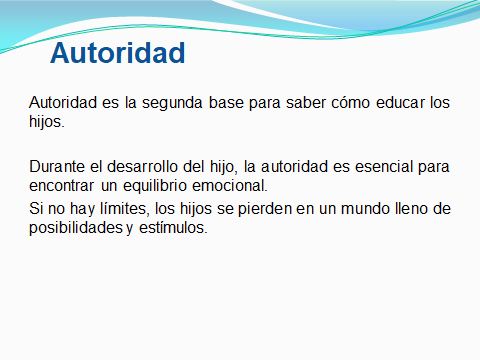 Autoridad
Autoridad es la segunda base para saber cómo educar los
hijos.
Durante el desarrollo del hijo, la autoridad es esencial para
encontrar un equilibrio emocional.
Si no hay límites, los hijos se pierden en un mundo lleno de
posibilidades y estímulos.